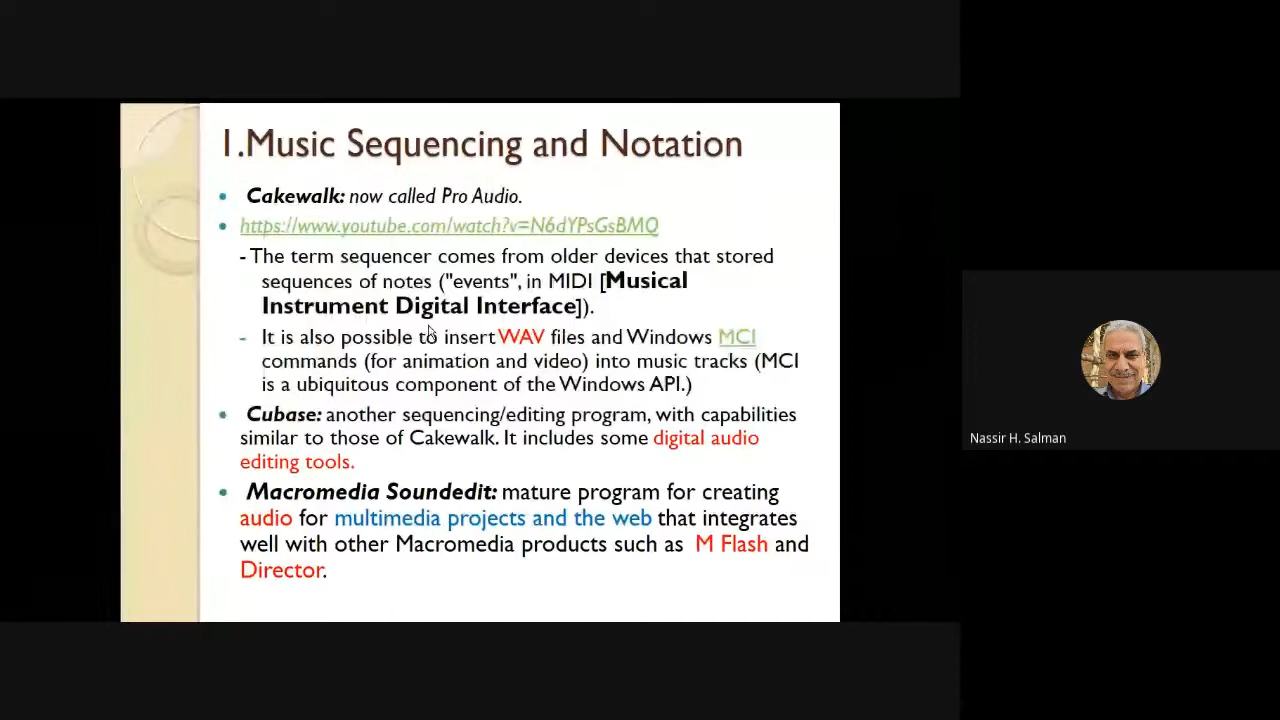 1.Music Sequencing and Notation
Cakewalk: now called Pro Audio.
https://www.youtube.com/watch?v=N6dYPsGsBMQ
- The term sequencer comes from older devices that stored
sequences of notes ("events", in MIDI [Musical
Instrument Digital Interface]).
- It is also possible to insert WAV files and Windows MCI
commands (for animation and video) into music tracks (MCI
is a ubiquitous component of the Windows API.)
Cubase: another sequencing/editing program, with capabilities
similar to those of Cakewalk. It includes some digital audio
editing tools.
Macromedia Soundedit: mature program for creating
audio for multimedia projects and the web that integrates
well with other Macromedia products such as M Flash and
Director.
Nassir H. Salman